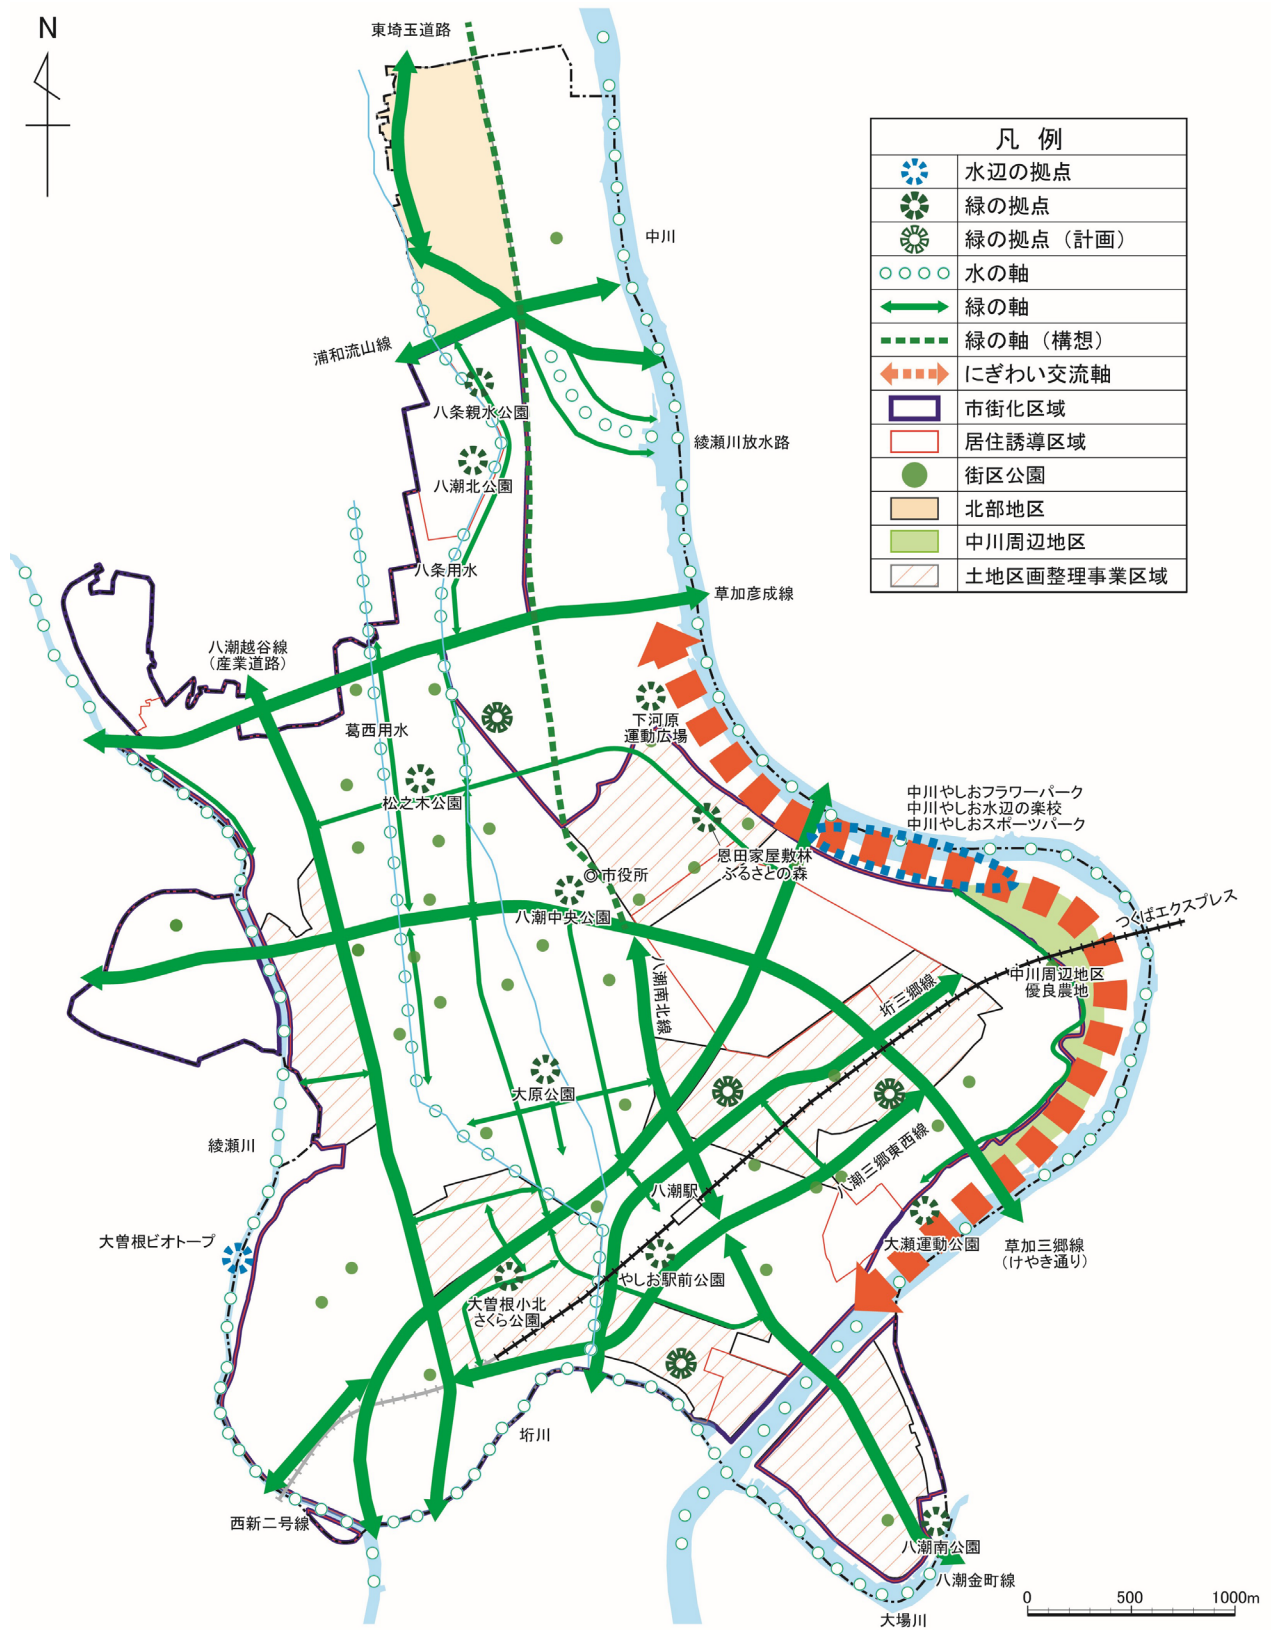 N
東埼玉道路
凡 例
水辺の拠点
緑の拠点
緑の拠点（計画）
水の軸
緑の軸
緑の軸（構想）
にぎわい交流軸
市街化区域
居住誘導区域
街区公園
北部地区
中川周辺地区
土地区画整理事業区域
中川
浦和流山線
八条親水公園
綾瀬川放水路
八潮北公園
八条用水
草加彦成線
八潮越谷線
（産業道路）
葛西用水
下河原
運動広場
松之木公園
中川やしおフラワーパーク
中川やしお水辺の楽校
中川やしおスポーツパーク
恩田家屋敷林
ふるさとの森
市役所
八潮中央公園
つくばエクスプレス
八潮南北線
中川周辺地区
優良農地
垳三郷線
大原公園
綾瀬川
八潮三郷東西線
八潮駅
大曽根ビオトープ
大瀬運動公園
草加三郷線
（けやき通り）
やしお駅前公園
大曽根小北
さくら公園
垳川
西新二号線
八潮南公園
八潮金町線
大場川
0 500 1000m